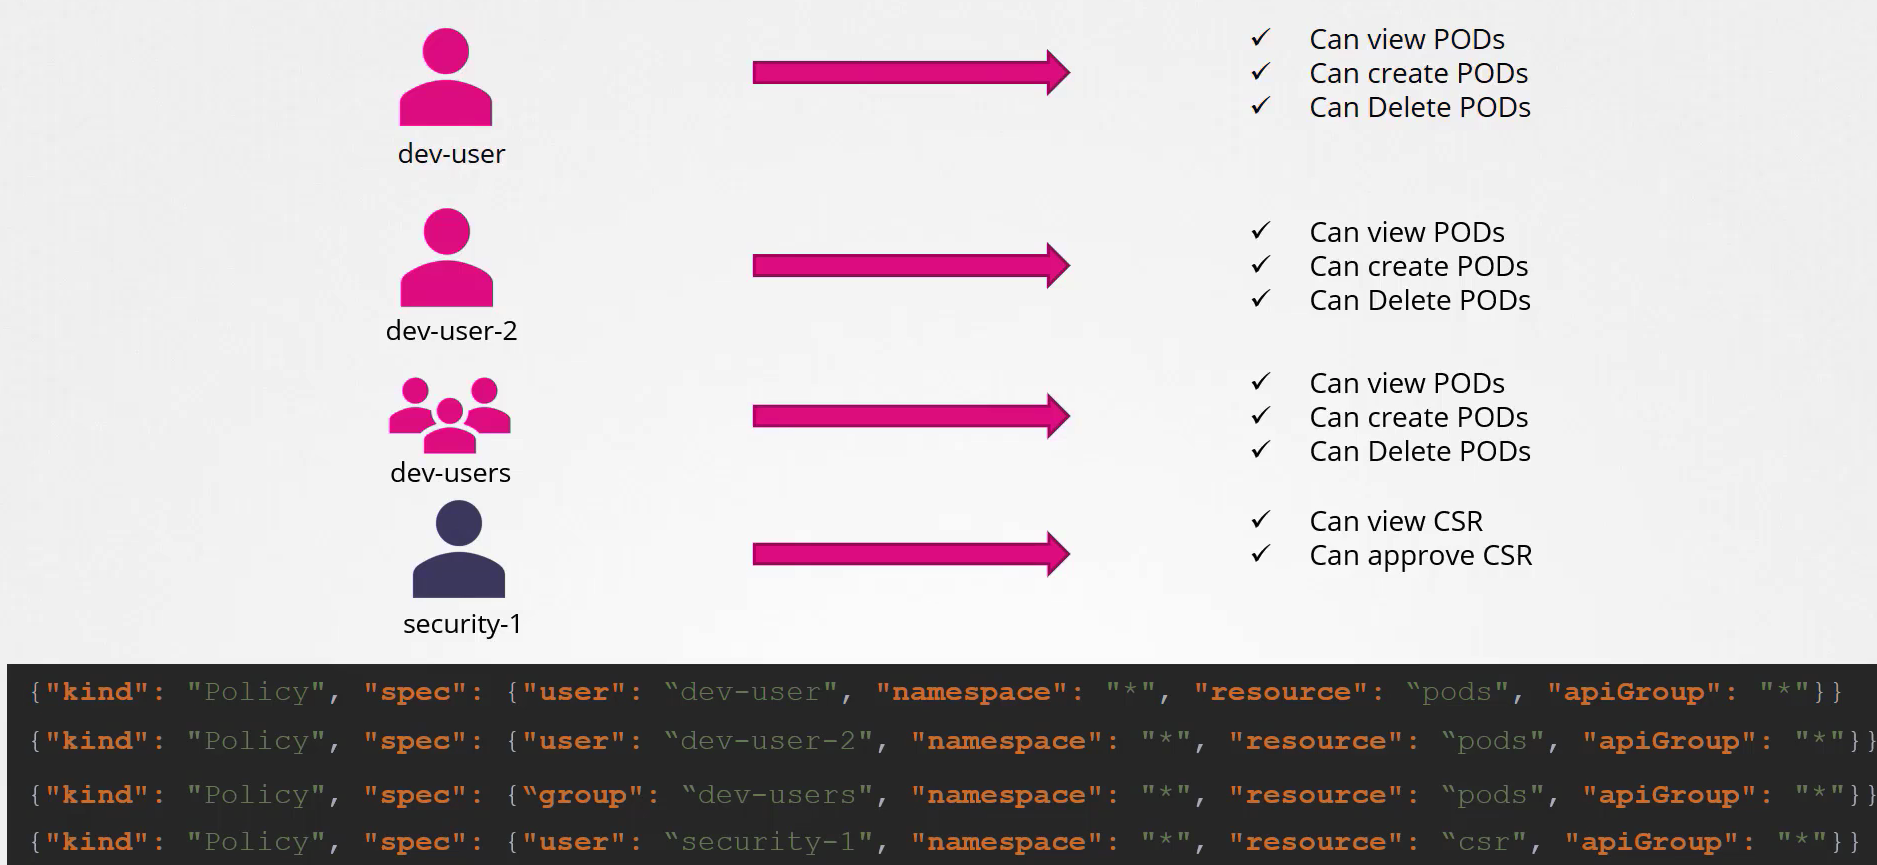 ✓ Can view PODs
✓ Can create PODs
✓ Can Delete PODs
dev-user
✓ Can view PODs
✓ Can create PODs
✓ Can Delete PODs
dev-user-2
✓ Can view PODs
✓ Can create PODs
✓ Can Delete PODs
dev-users
✓ Can view CSR
✓ Can approve CSR
security-1
{"kind": "Policy", "spec": {"user": “dev-user", "namespace": "*", "resource": “pods", "apiGroup": "*"}}
{"kind": "Policy", "spec": {"user": “dev-user-2", "namespace": "*", "resource": “pods", "apiGroup": "*"}}
{"kind": "Policy", "spec": {“group": “dev-users", "namespace": "*", "resource": “pods", "apiGroup": "*"}}
{"kind": "Policy", "spec": {"user": “security-1", "namespace": "*", "resource": “csr", "apiGroup": "*"}}